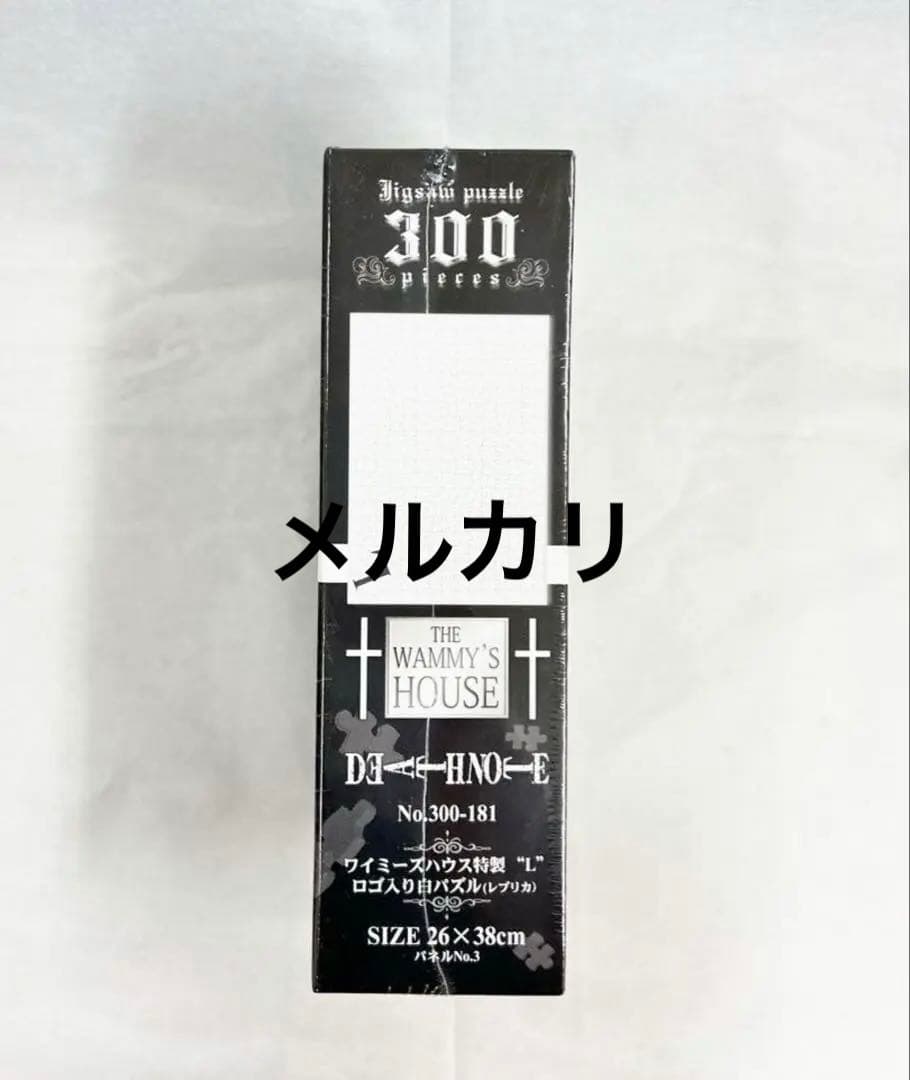 Jigsaw puzzle
300
pieces
メルカリ
THE
WAMMY'S
HOUSE
DEATHNOTE
No.300-181
ワイミーズハウス特製 “L”
ロゴ入り白パズル(レプリカ)
SIZE 26×38cm
パネルNo.3